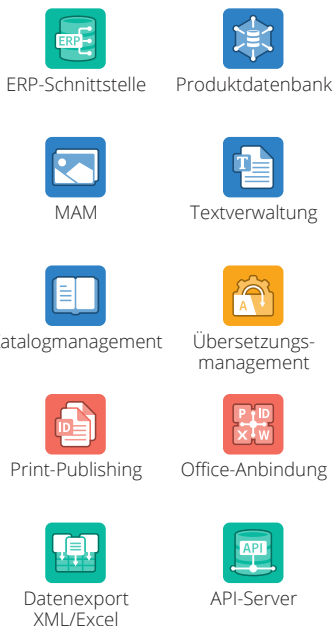 ERP
ERP-Schnittstelle Produktdatenbank
T
MAM Textverwaltung
A
atalogmanagement Übersetzungs-
management
ID P ID
X W
Print-Publishing Office-Anbindung
API
Datenexport API-Server
XML/Excel